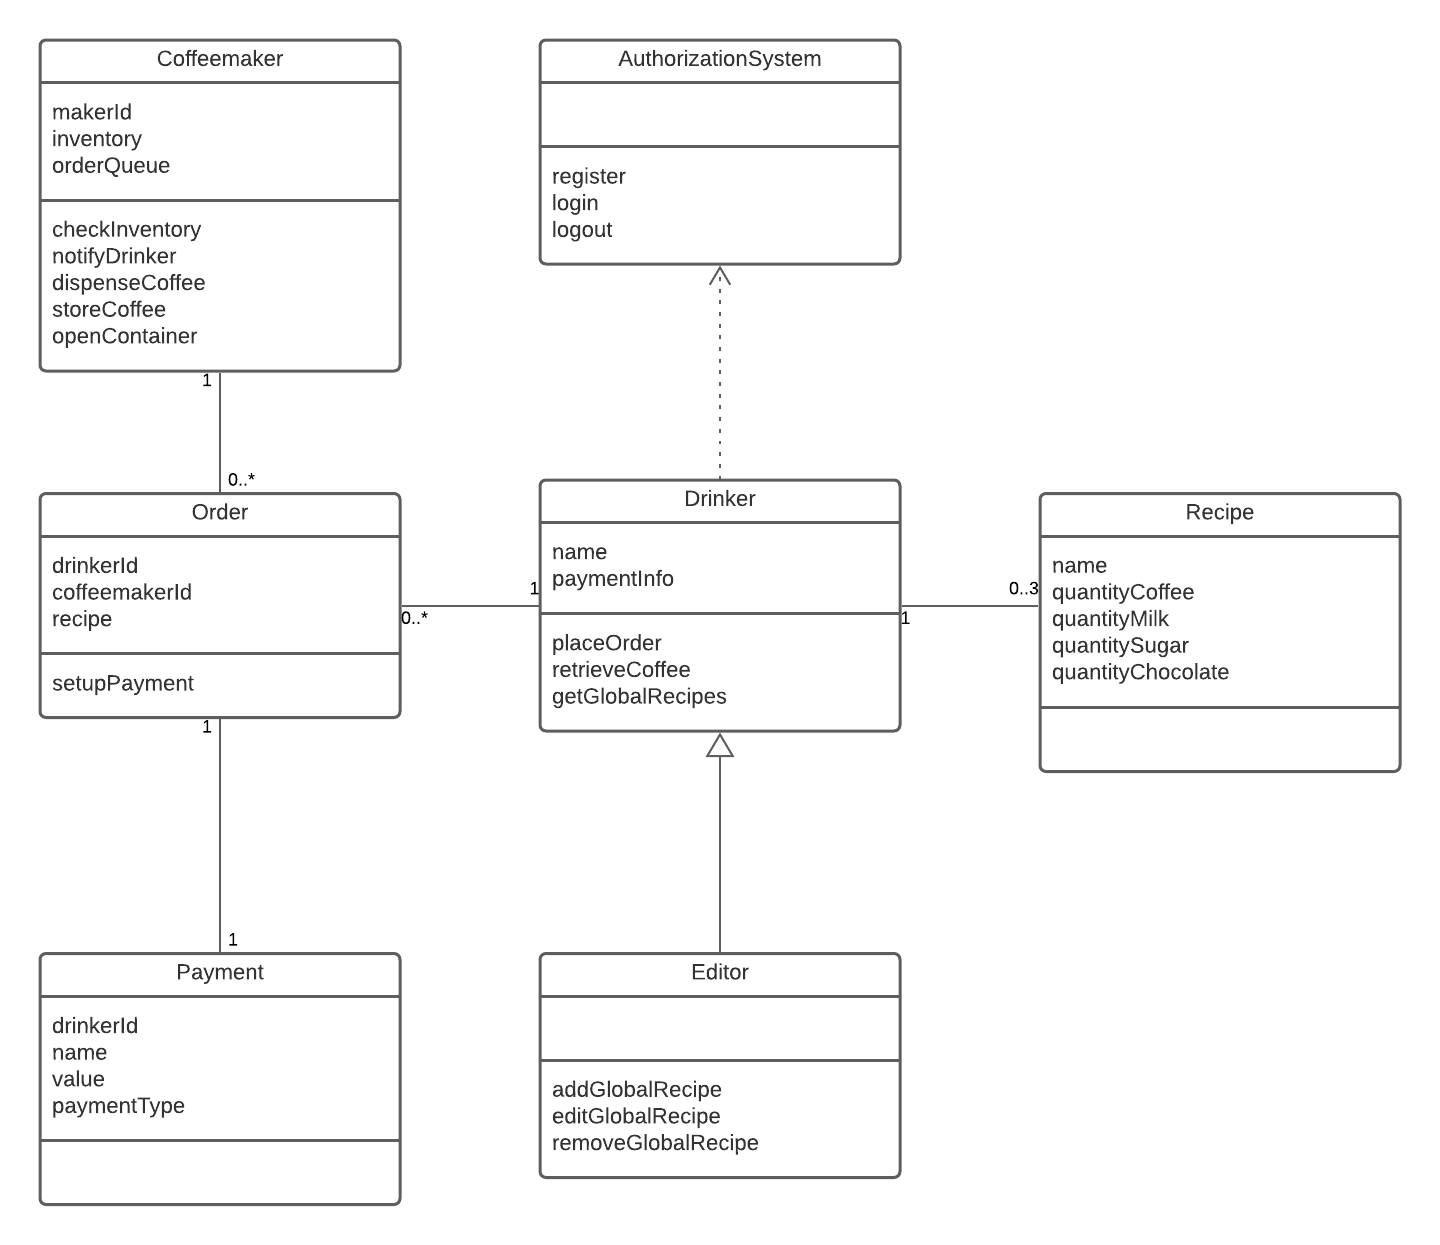 Coffeemaker
makerId
inventory
orderQueue
checkInventory
notifyDrinker
dispenseCoffee
storeCoffee
openContainer
1
0..*
AuthorizationSystem
register
login
logout
Order
drinkerId
coffeemakerId
recipe
setupPayment
0..*
1
Drinker
name
paymentInfo
placeOrder
retrieveCoffee
getGlobalRecipes
1
0..3
Recipe
name
quantityCoffee
quantityMilk
quantitySugar
quantityChocolate
1
1
Payment
drinkerId
name
value
paymentType
Editor
addGlobalRecipe
editGlobalRecipe
removeGlobalRecipe